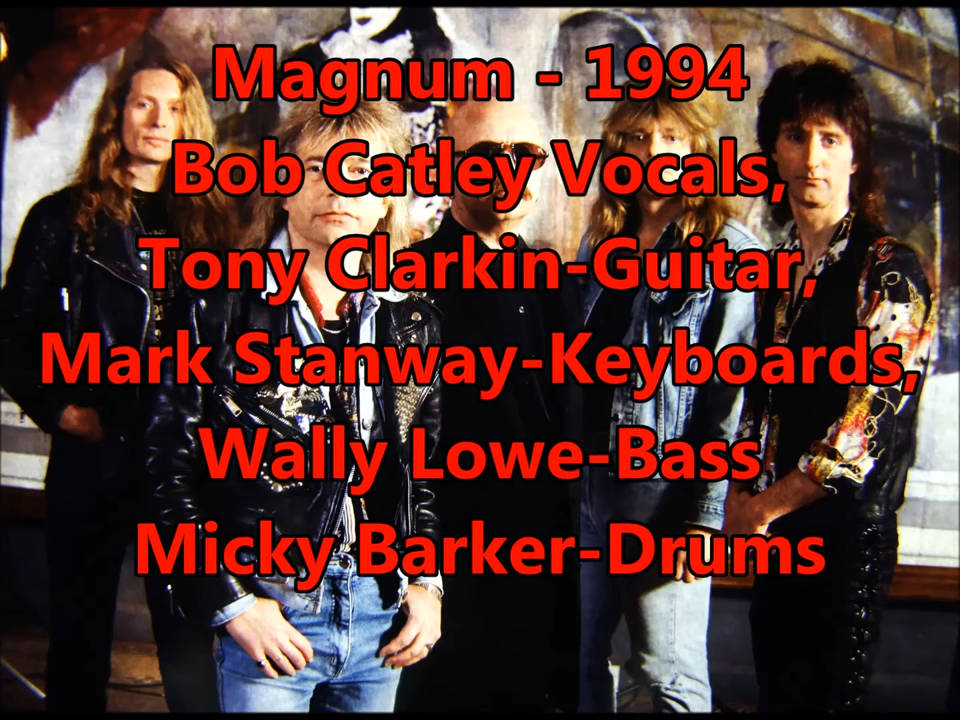 Magnum - 1994
Bob Catley Vocals,
Tony Clarkin-Guitar,
Mark Stanway-Keyboards,
Wally Lowe-Bass
Micky Barker-Drums